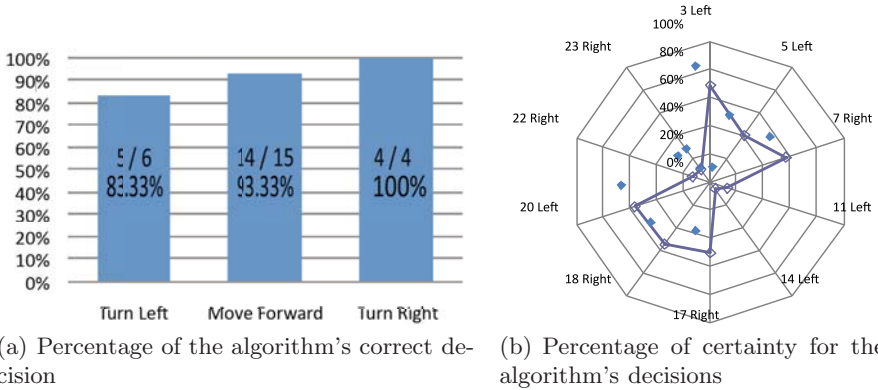 100%
90%
80%
70%
60%
50%
40%
30%
20%
10%
0%
5 / 6
83.33%
14 / 15
93.33%
4 / 4
100%
Turn Left Move Forward Turn Right
(a) Percentage of the algorithm's correct de-
cision
3 Left
5 Left
7 Right
11 Left
14 Left
17 Right
18 Right
20 Left
22 Right
23 Right
100%
80%
60%
40%
20%
0%
(b) Percentage of certainty for the
algorithm's decisions